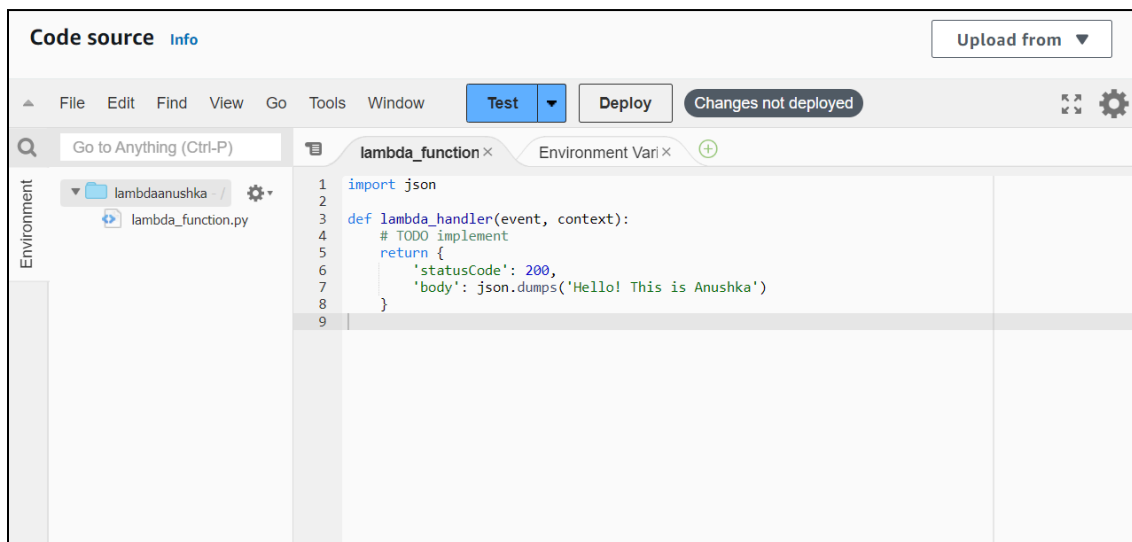 Code source Info
Upload from
File Edit Find View Go Tools Window Test Deploy Changes not deployed
Go to Anything (Ctrl-P)
lambda_function Environment Vari
Environment
lambdaanushka - /
lambda_function.py
1 import json
2
3 def lambda_handler(event, context):
4     # TODO implement
5     return {
6         'statusCode': 200,
7         'body': json.dumps('Hello! This is Anushka')
8     }
9